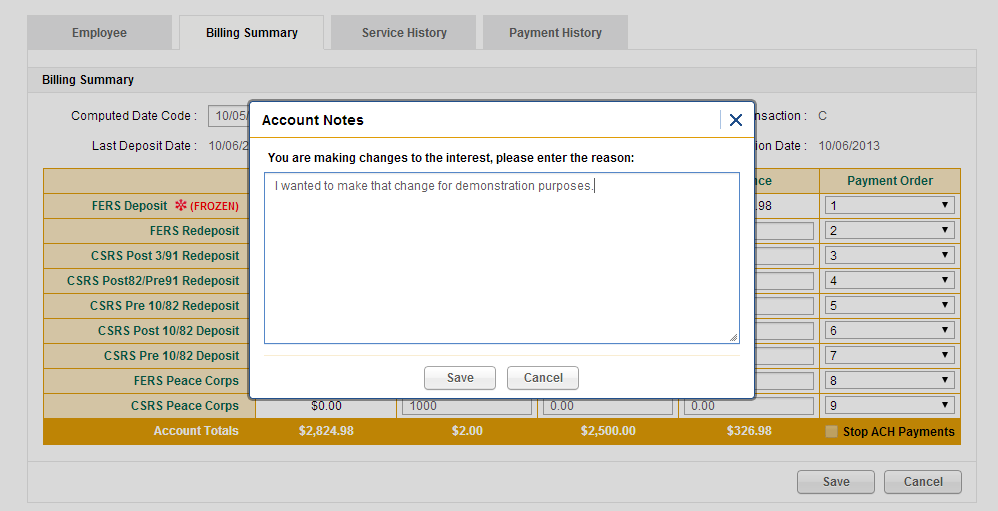 Employee
Billing Summary
Service History
Payment History
Billing Summary
Computed Date Code : 10/05/
nsaction : C
Last Deposit Date : 10/06/2
ion Date : 10/06/2013
Account Notes
You are making changes to the interest, please enter the reason:
I wanted to make that change for demonstration purposes.
Save
Cancel
ce
Payment Order
FERS Deposit ✻ (FROZEN)
.98
1
FERS Redeposit
2
CSRS Post 3/91 Redeposit
3
CSRS Post82/Pre91 Redeposit
4
CSRS Pre 10/82 Redeposit
5
CSRS Post 10/82 Deposit
6
CSRS Pre 10/82 Deposit
7
FERS Peace Corps
8
CSRS Peace Corps $0.00 1000 0.00 0.00 9
Account Totals $2,824.98 $2.00 $2,500.00 $326.98 Stop ACH Payments
Save
Cancel